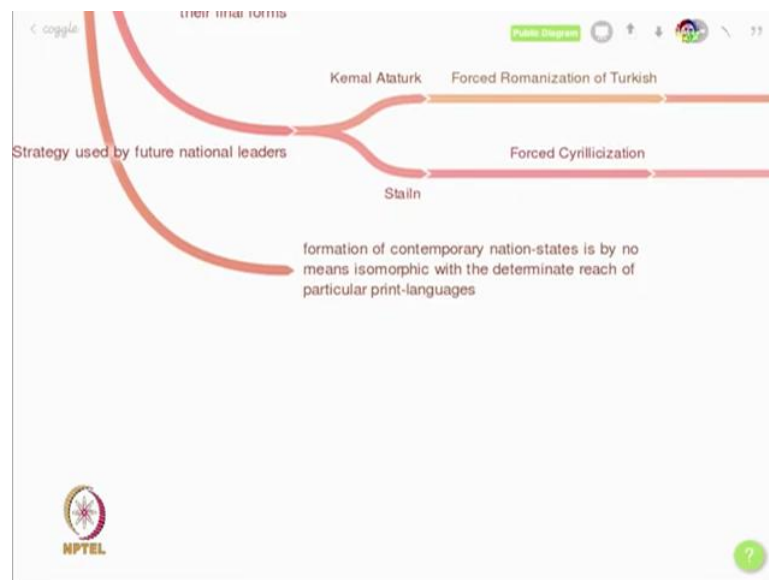 their final forms
coggle
Public Diagram
Kemal Ataturk
Forced Romanization of Turkish
Strategy used by future national leaders
Forced Cyrillicization
Stailn
formation of contemporary nation-states is by no
means isomorphic with the determinate reach of
particular print-languages
NPTEL
?